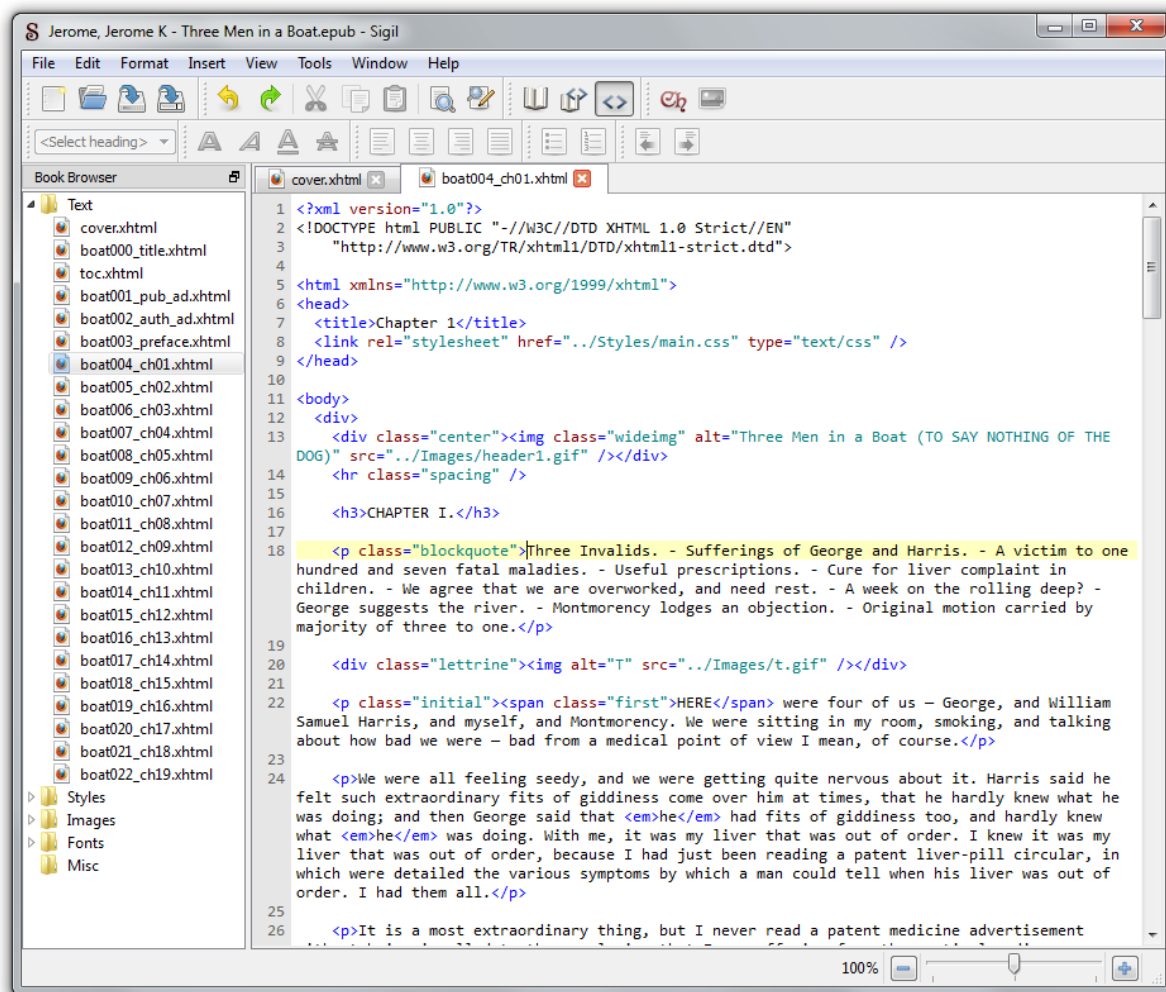 Jerome, Jerome K - Three Men in a Boat.epub - Sigil
File Edit Format Insert View Tools Window Help
<Select heading>
Book Browser
cover.xhtml
boat004_ch01.xhtml
Text
cover.xhtml
boat000_title.xhtml
toc.xhtml
boat001_pub_ad.xhtml
boat002_auth_ad.xhtml
boat003_preface.xhtml
boat004_ch01.xhtml
boat005_ch02.xhtml
boat006_ch03.xhtml
boat007_ch04.xhtml
boat008_ch05.xhtml
boat009_ch06.xhtml
boat010_ch07.xhtml
boat011_ch08.xhtml
boat012_ch09.xhtml
boat013_ch10.xhtml
boat014_ch11.xhtml
boat015_ch12.xhtml
boat016_ch13.xhtml
boat017_ch14.xhtml
boat018_ch15.xhtml
boat019_ch16.xhtml
boat020_ch17.xhtml
boat021_ch18.xhtml
boat022_ch19.xhtml
Styles
Images
Fonts
Misc
1 <?xml version="1.0"?>
2 <!DOCTYPE html PUBLIC "-//W3C//DTD XHTML 1.0 Strict//EN"
3 "http://www.w3.org/TR/xhtml1/DTD/xhtml1-strict.dtd">
4
5 <html xmlns="http://www.w3.org/1999/xhtml">
6 <head>
7 <title>Chapter 1</title>
8 <link rel="stylesheet" href="../Styles/main.css" type="text/css" />
9 </head>
10
11 <body>
12 <div>
13 <div class="center"><img class="wideimg" alt="Three Men in a Boat (TO SAY NOTHING OF THE
DOG)" src="../Images/header1.gif" /></div>
14 <hr class="spacing" />
15
16 <h3>CHAPTER I.</h3>
17
18 <p class="blockquote">Three Invalids. - Sufferings of George and Harris. - A victim to one
hundred and seven fatal maladies. - Useful prescriptions. - Cure for liver complaint in
children. - We agree that we are overworked, and need rest. - A week on the rolling deep? -
George suggests the river. - Montmorency lodges an objection. - Original motion carried by
majority of three to one.</p>
19
20 <div class="lettrine"><img alt="T" src="../Images/t.gif" /></div>
21
22 <p class="initial"><span class="first">HERE</span> were four of us — George, and William
Samuel Harris, and myself, and Montmorency. We were sitting in my room, smoking, and talking
about how bad we were — bad from a medical point of view I mean, of course.</p>
23
24 <p>We were all feeling seedy, and we were getting quite nervous about it. Harris said he
felt such extraordinary fits of giddiness come over him at times, that he hardly knew what he
was doing; and then George said that <em>he</em> had fits of giddiness too, and hardly knew
what <em>he</em> was doing. With me, it was my liver that was out of order. I knew it was my
liver that was out of order, because I had just been reading a patent liver-pill circular, in
which were detailed the various symptoms by which a man could tell when his liver was out of
order. I had them all.</p>
25
26 <p>It is a most extraordinary thing, but I never read a patent medicine advertisement
100%